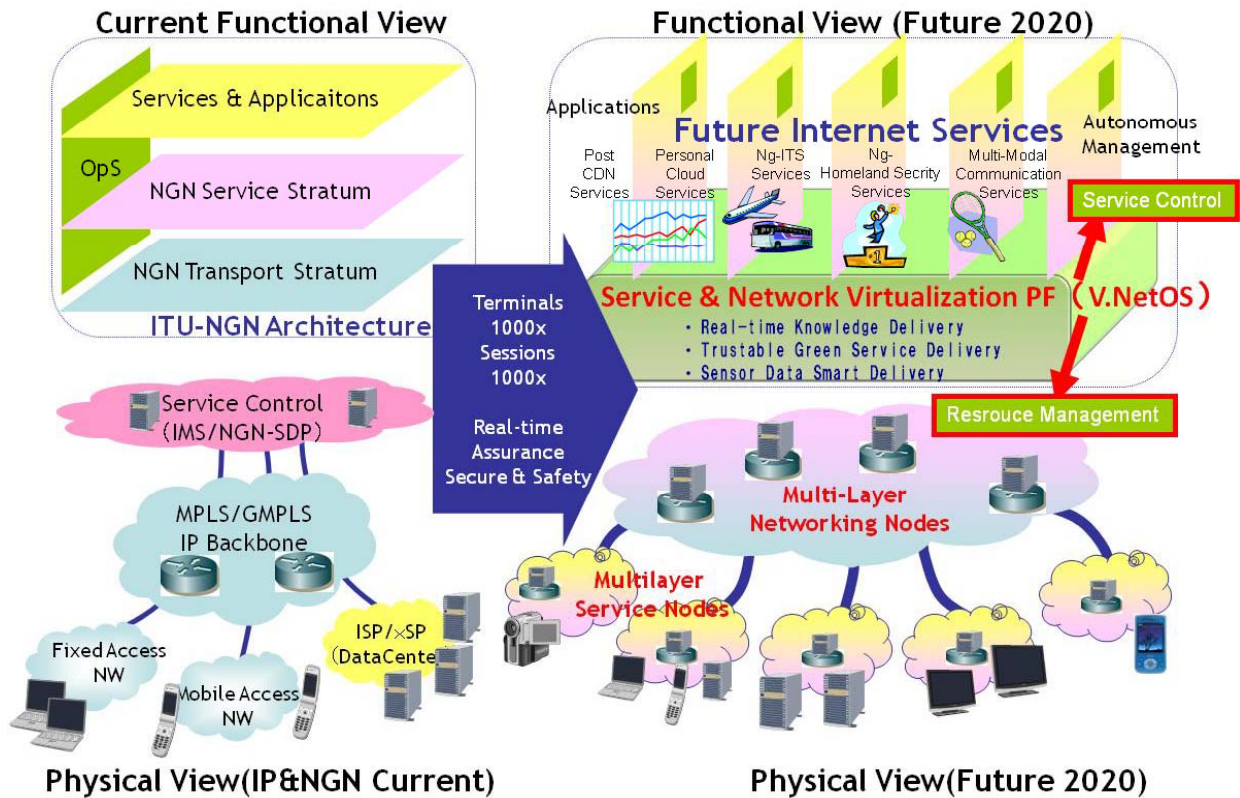 Current Functional View
Services & Applicaitons
OpS
NGN Service Stratum
NGN Transport Stratum
ITU-NGN Architecture
Service Control
(IMS/NGN-SDP)
MPLS/GMPLS
IP Backbone
Fixed Access
NW
Mobile Access
NW
ISP/xSP
(DataCenter)
Physical View(IP&NGN Current)
Terminals
1000x
Sessions
1000x
Real-time
Assurance
Secure & Safety
Functional View (Future 2020)
Applications
Future Internet Services
Autonomous
Management
Post
CDN
Services
Personal
Cloud
Services
Ng-ITS
Services
Ng-
Homeland Secrity
Services
Multi-Modal
Communication
Services
1
Service Control
Service & Network Virtualization PF (V.NetOS)
• Real-time Knowledge Delivery
• Trustable Green Service Delivery
• Sensor Data Smart Delivery
Resrouce Management
Multi-Layer
Networking Nodes
Multilayer
Service Nodes
Physical View(Future 2020)